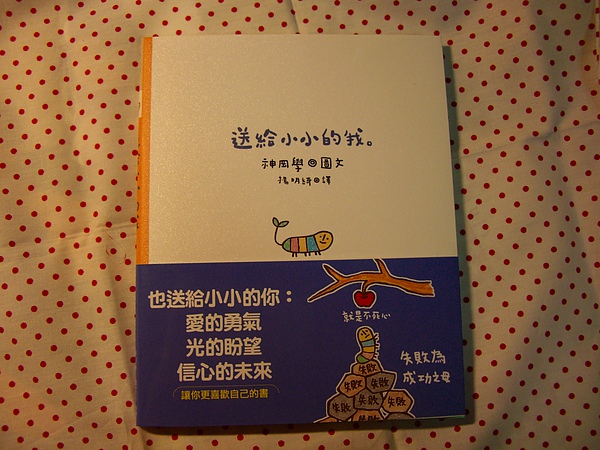 送給小小的我。
神岡學◎圖文
張明綺◎譯
也送給小小的你：
愛的勇氣
光的盼望
信心的未來
讓你更喜歡自己的書
就是不死心
失敗為
成功之母
失敗
失敗 失敗
失敗 失敗 失敗